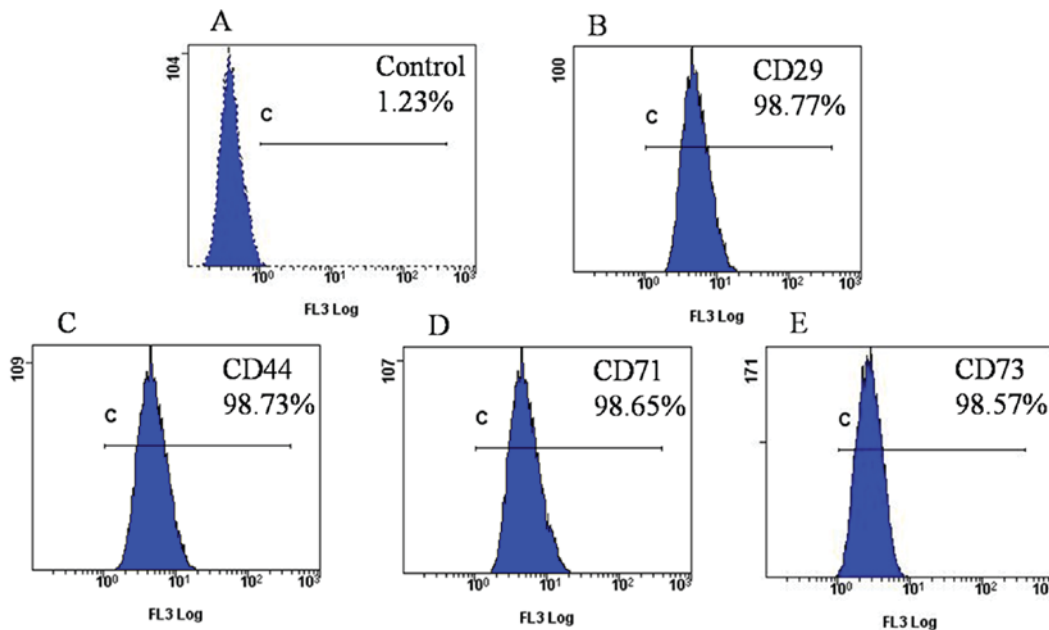 A
104
Control
1.23%
C
10⁰ 10¹ 10² 10³
FL3 Log
B
100
CD29
98.77%
C
10⁰ 10¹ 10² 10³
FL3 Log
C
109
CD44
98.73%
C
10⁰ 10¹ 10² 10³
FL3 Log
D
107
CD71
98.65%
C
10⁰ 10¹ 10² 10³
FL3 Log
E
171
CD73
98.57%
C
10⁰ 10¹ 10² 10³
FL3 Log